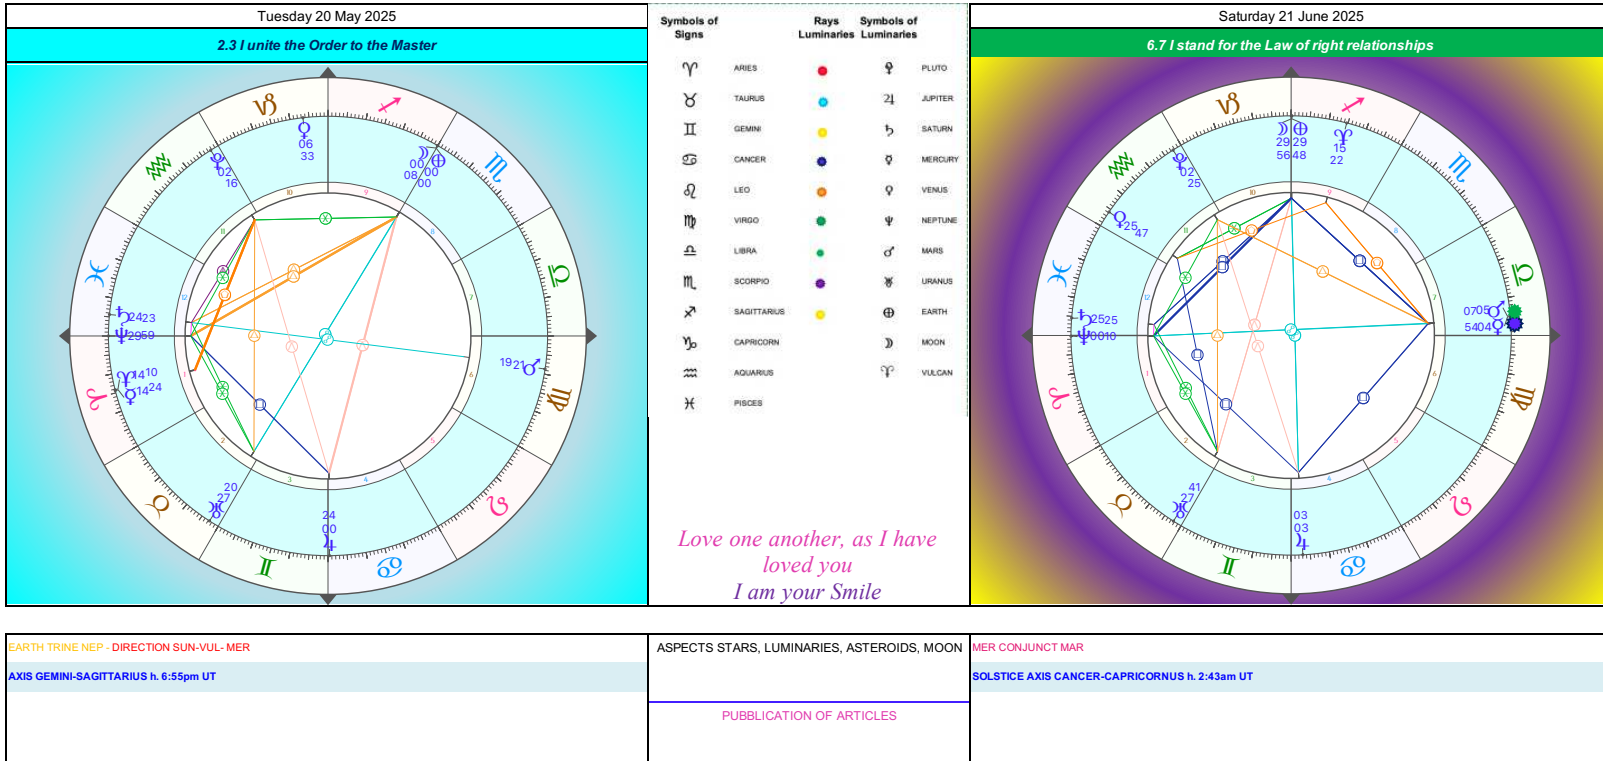 Tuesday 20 May 2025
2.3 I unite the Order to the Master
Symbols of Signs
Rays Luminaries
Symbols of Luminaries
♈ ARIES ♇ PLUTO
♉ TAURUS ♃ JUPITER
♊ GEMINI ♄ SATURN
♋ CANCER ☿ MERCURY
♌ LEO ♀ VENUS
♍ VIRGO ♆ NEPTUNE
♎ LIBRA ♂ MARS
♏ SCORPIO ♅ URANUS
♐ SAGITTARIUS ⊕ EARTH
♑ CAPRICORN ☽ MOON
♒ AQUARIUS VULCAN
♓ PISCES
Love one another, as I have
loved you
I am your Smile
Saturday 21 June 2025
6.7 I stand for the Law of right relationships
EARTH TRINE NEP - DIRECTION SUN-VUL- MER
AXIS GEMINI-SAGITTARIUS h. 6:55pm UT
ASPECTS STARS, LUMINARIES, ASTEROIDS, MOON
PUBBLICATION OF ARTICLES
MER CONJUNCT MAR
SOLSTICE AXIS CANCER-CAPRICORNUS h. 2:43am UT